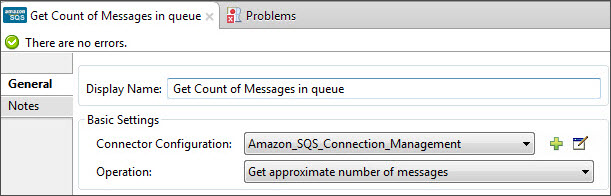 amazon
SQS
Get Count of Messages in queue
Problems
There are no errors.
General
Notes
Display Name: Get Count of Messages in queue
Basic Settings
Connector Configuration: Amazon_SQS_Connection_Management
Operation: Get approximate number of messages